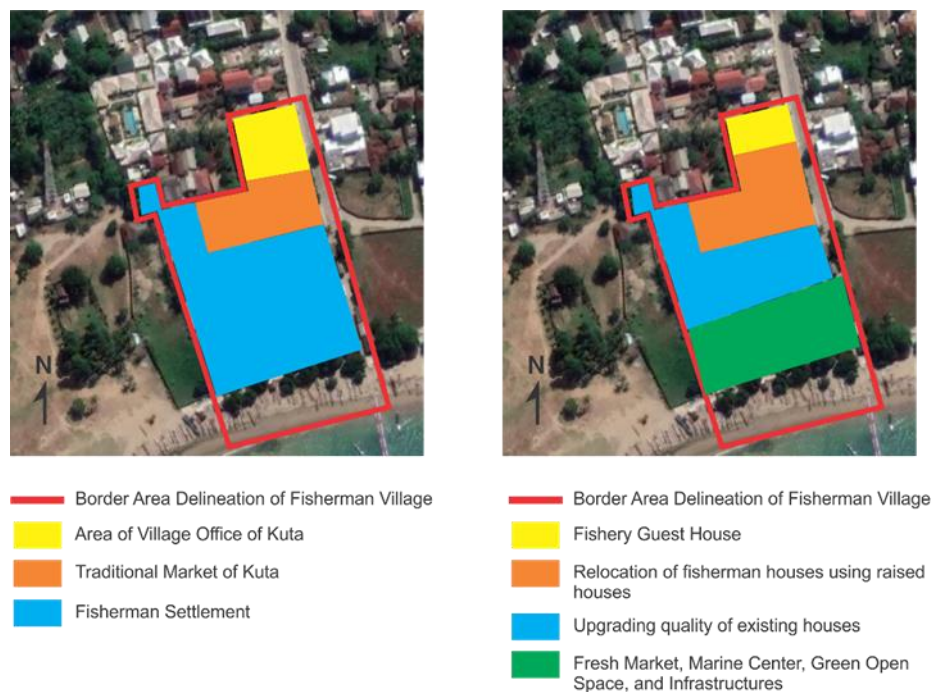 N
N
Border Area Delineation of Fisherman Village
Area of Village Office of Kuta
Traditional Market of Kuta
Fisherman Settlement
Border Area Delineation of Fisherman Village
Fishery Guest House
Relocation of fisherman houses using raised
houses
Upgrading quality of existing houses
Fresh Market, Marine Center, Green Open
Space, and Infrastructures